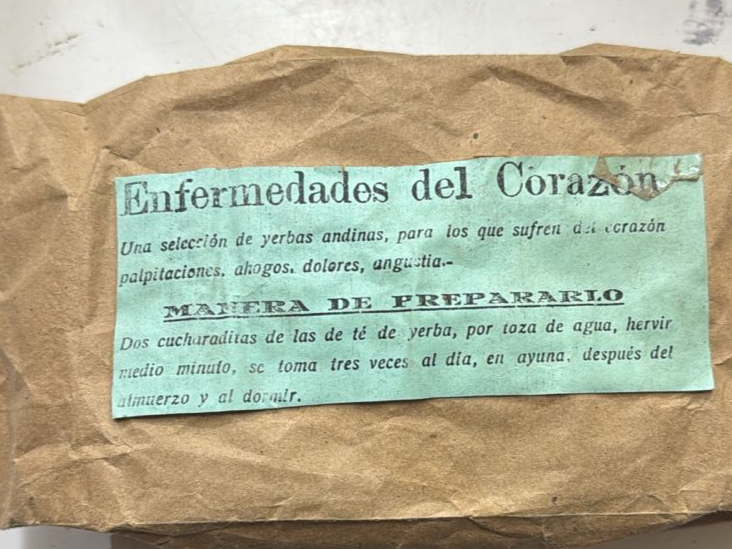 Enfermedades del Corazón
Una selección de yerbas andinas, para los que sufren del corazón
palpitaciones, ahogos, dolores, angustia.-
MANERA DE PREPARARLO
Dos cucharaditas de las de té de yerba, por toza de agua, hervir
medio minuto, se toma tres veces al día, en ayuna, después del
almuerzo y al dormir.